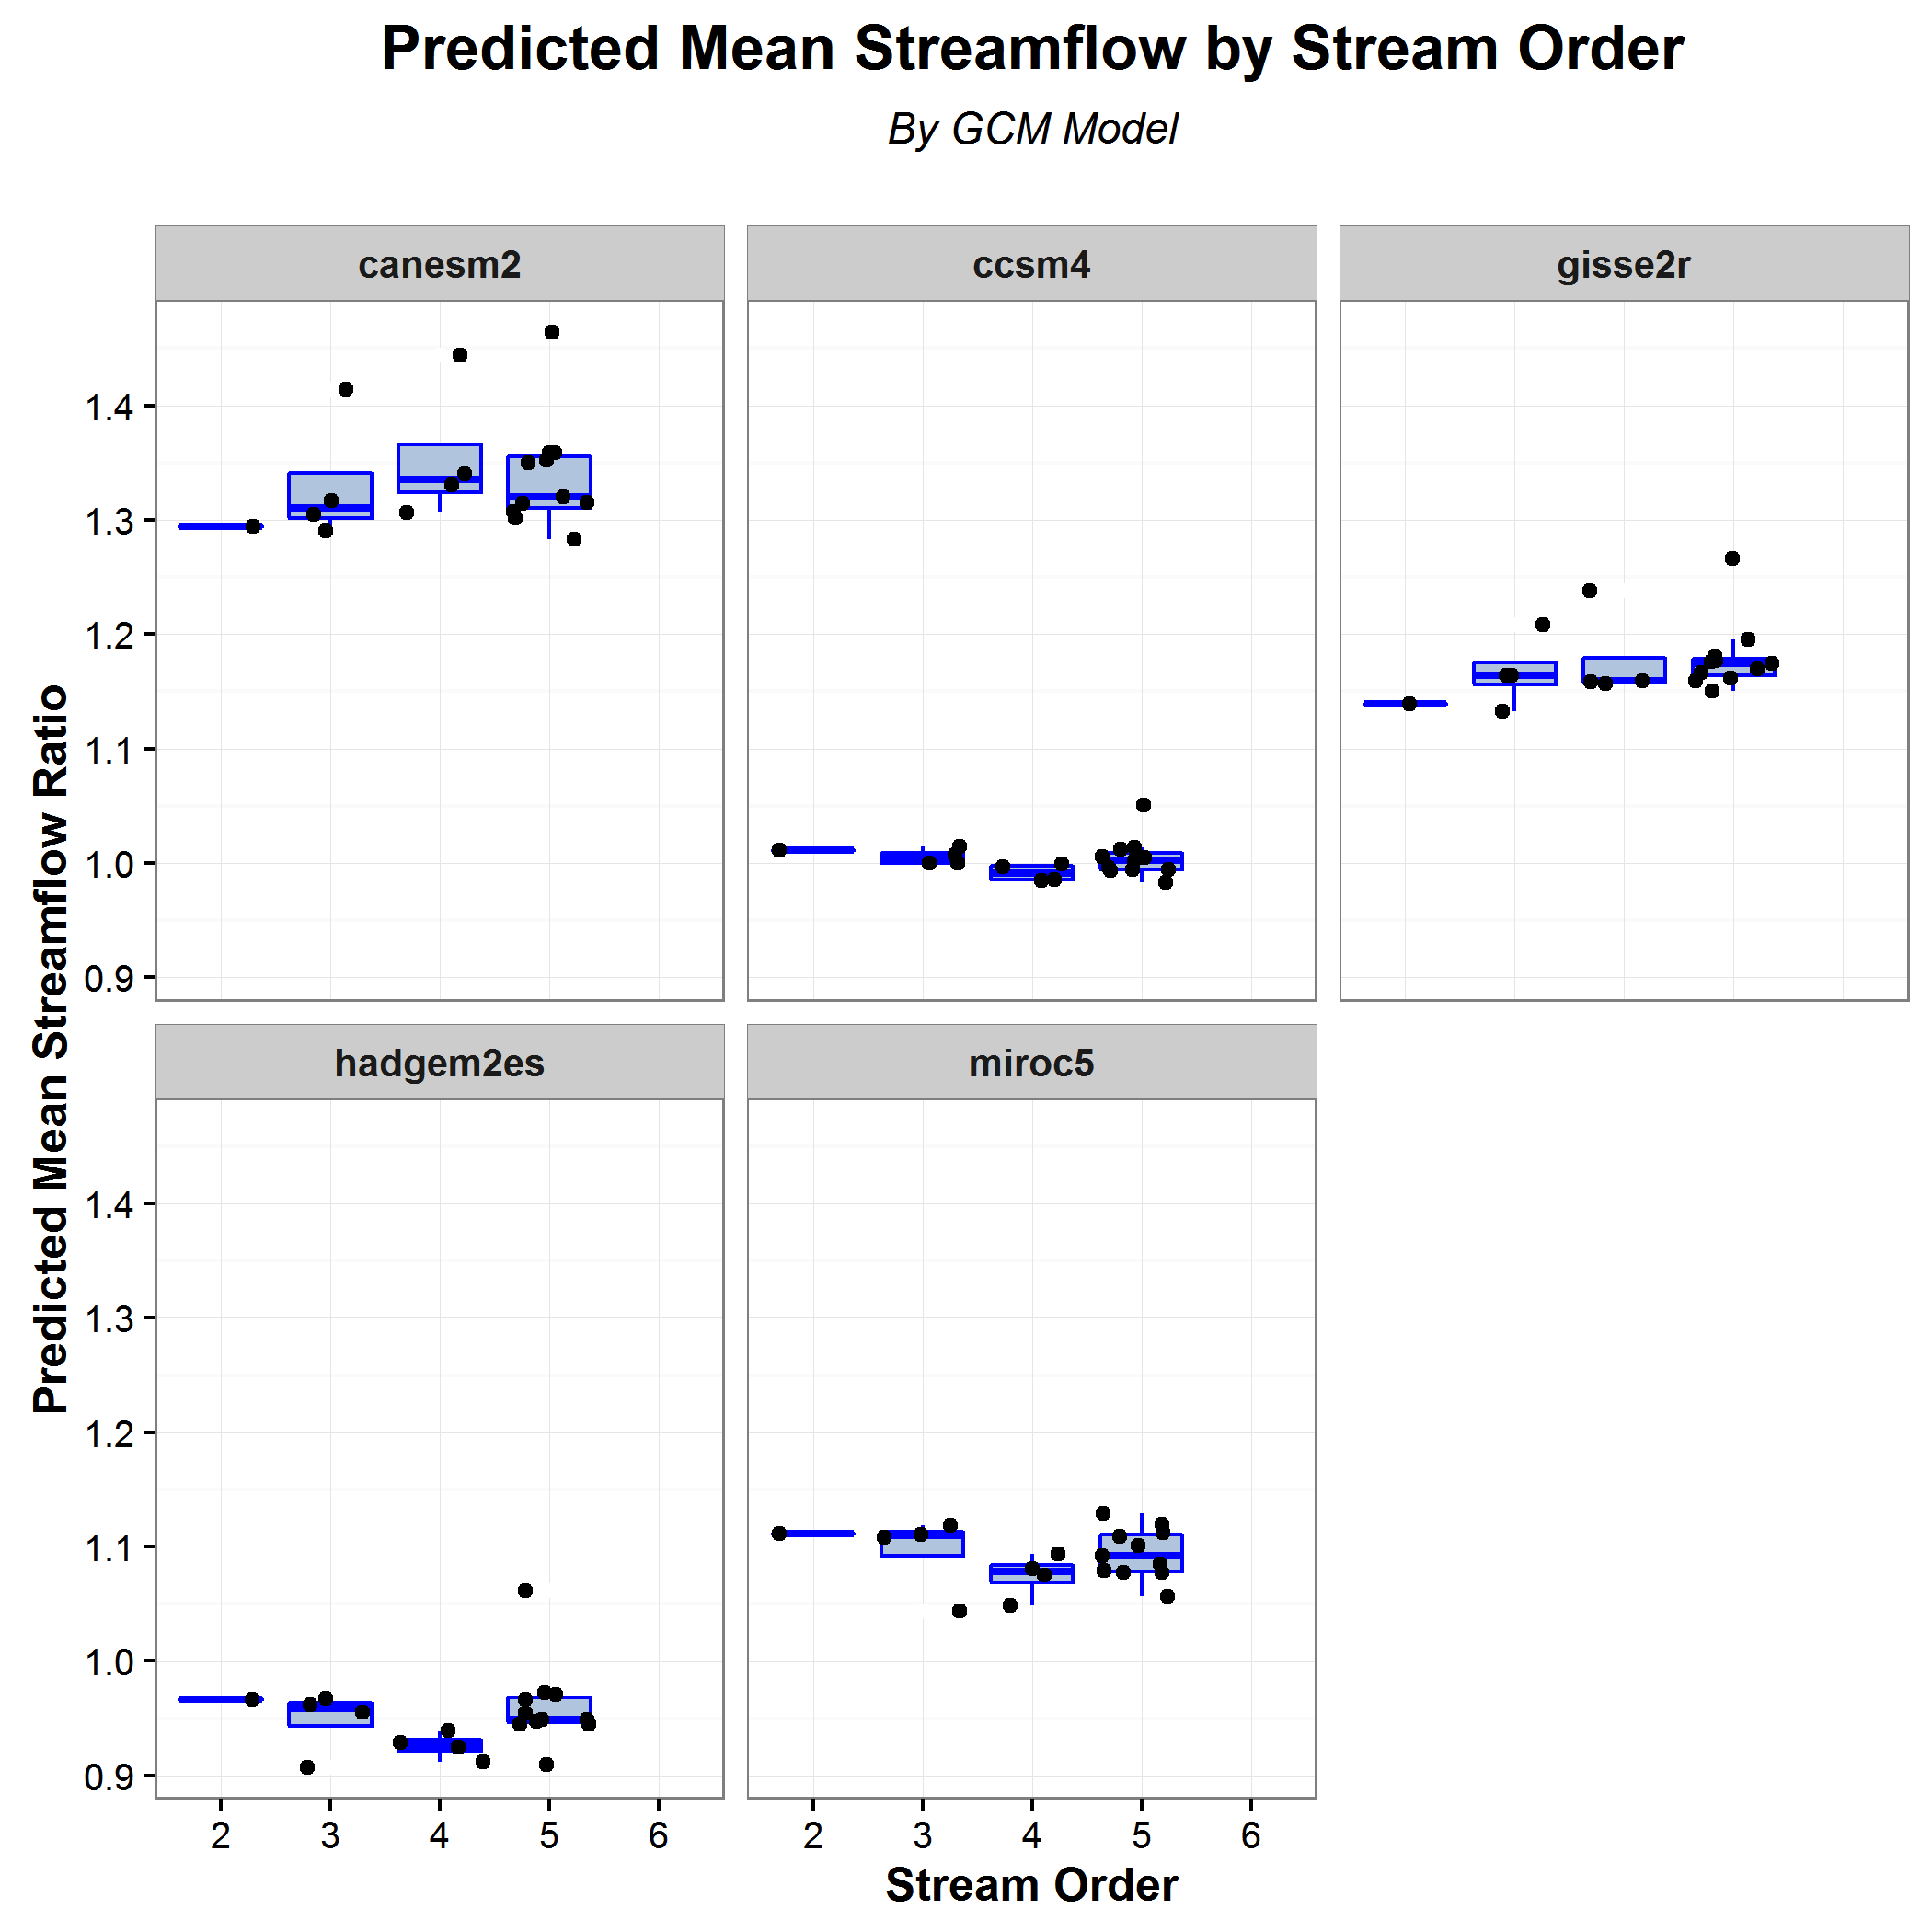 Predicted Mean Streamflow by Stream Order
By GCM Model
canesm2
ccsm4
gisse2r
1.4
1.3
1.2
1.1
1.0
0.9
Predicted Mean Streamflow Ratio
hadgem2es
miroc5
1.4
1.3
1.2
1.1
1.0
0.9
2 3 4 5 6
2 3 4 5 6
Stream Order